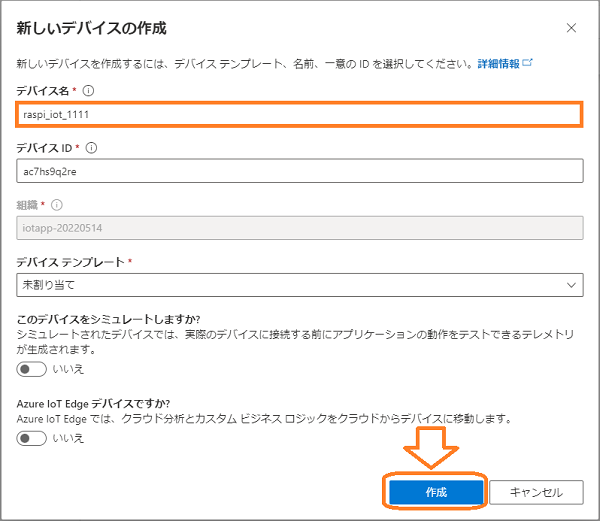 新しいデバイスの作成
新しいデバイスを作成するには、デバイス テンプレート、名前、一意の ID を選択してください。詳細情報
デバイス名 *
raspi_iot_1111
デバイス ID *
ac7hs9q2re
組織 *
iotapp-20220514
デバイス テンプレート *
未割り当て
このデバイスをシミュレートしますか?
シミュレートされたデバイスでは、実際のデバイスに接続する前にアプリケーションの動作をテストできるテレメトリ
が生成されます。
いいえ
Azure IoT Edge デバイスですか?
Azure IoT Edge では、クラウド分析とカスタム ビジネス ロジックをクラウドからデバイスに移動します。
いいえ
作成
キャンセル